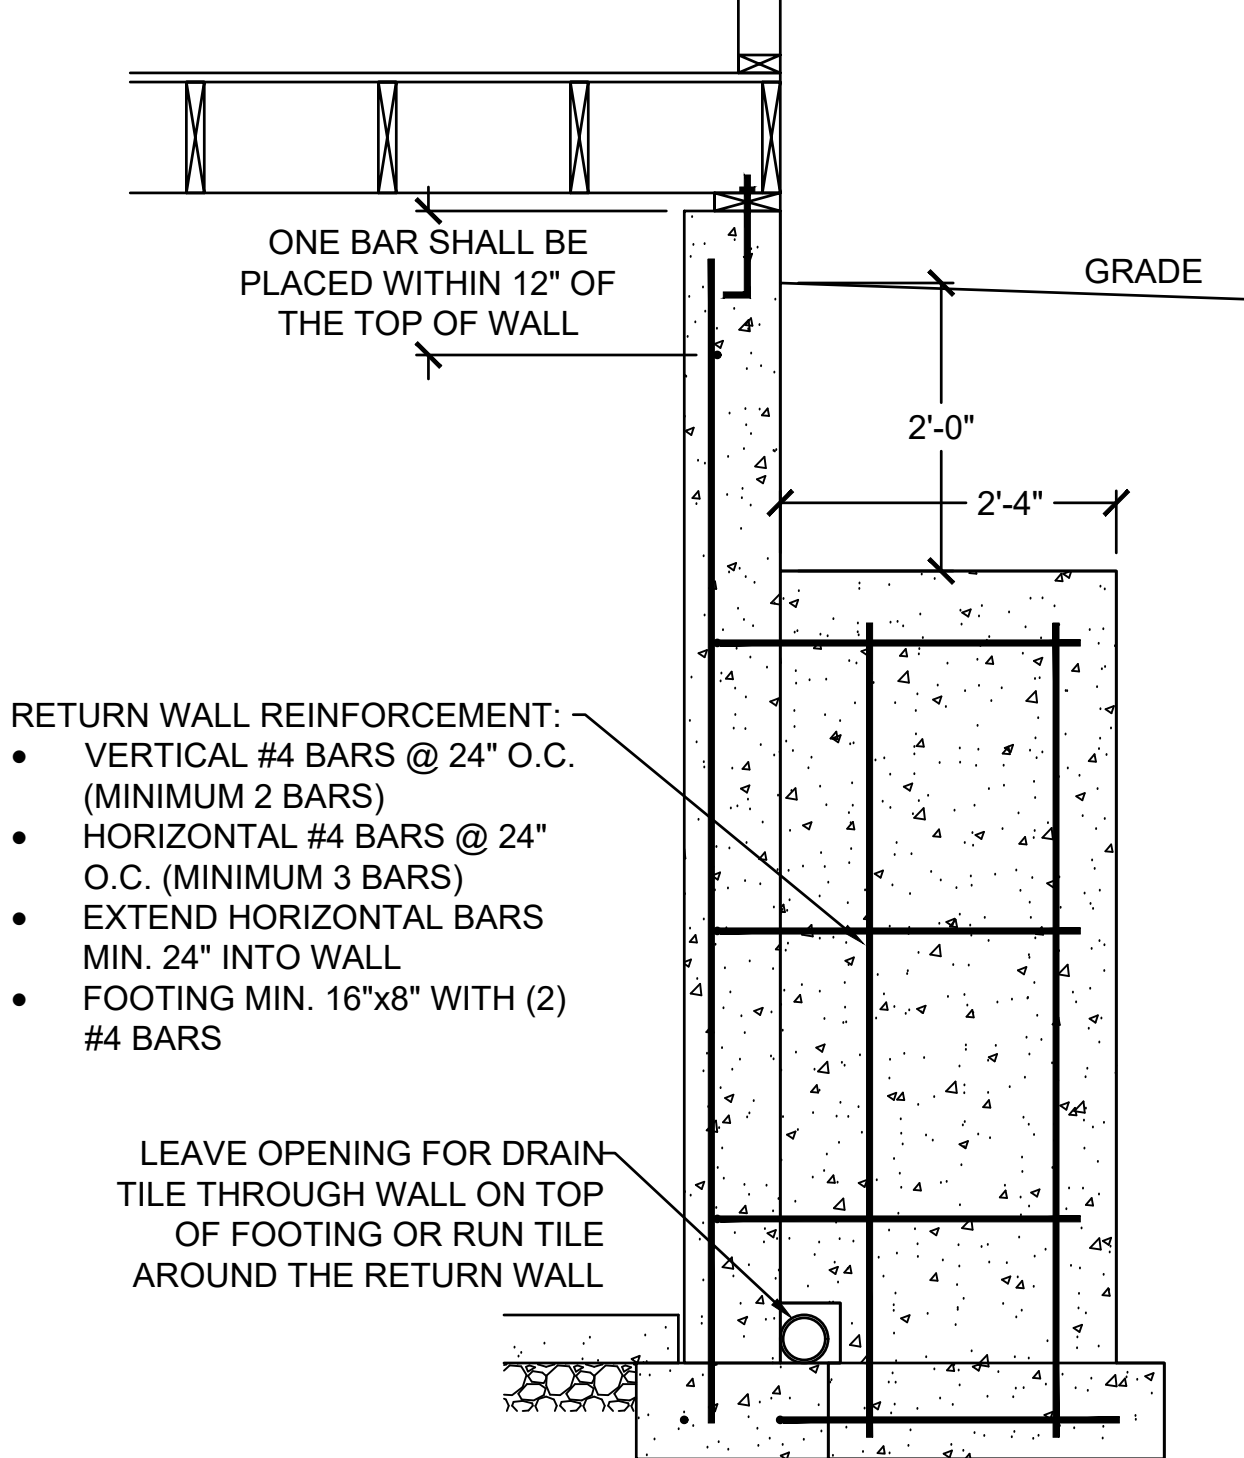 ONE BAR SHALL BE
PLACED WITHIN 12" OF
THE TOP OF WALL
GRADE
2'-0"
2'-4"
RETURN WALL REINFORCEMENT:
• VERTICAL #4 BARS @ 24" O.C.
(MINIMUM 2 BARS)
• HORIZONTAL #4 BARS @ 24"
O.C. (MINIMUM 3 BARS)
• EXTEND HORIZONTAL BARS
MIN. 24" INTO WALL
• FOOTING MIN. 16"x8" WITH (2)
#4 BARS
LEAVE OPENING FOR DRAIN
TILE THROUGH WALL ON TOP
OF FOOTING OR RUN TILE
AROUND THE RETURN WALL